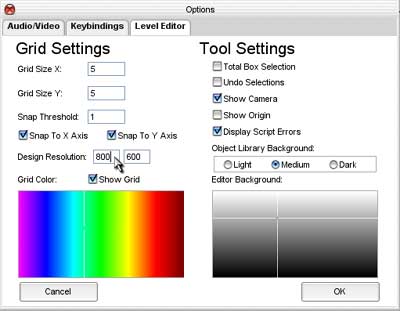 Options
Audio/Video Keybindings Level Editor
Grid Settings
Grid Size X: 5
Grid Size Y: 5
Snap Threshold: 1
Snap To X Axis Snap To Y Axis
Design Resolution: 800 600
Grid Color: Show Grid
Cancel
Tool Settings
Total Box Selection
Undo Selections
Show Camera
Show Origin
Display Script Errors
Object Library Background:
Light Medium Dark
Editor Background:
OK